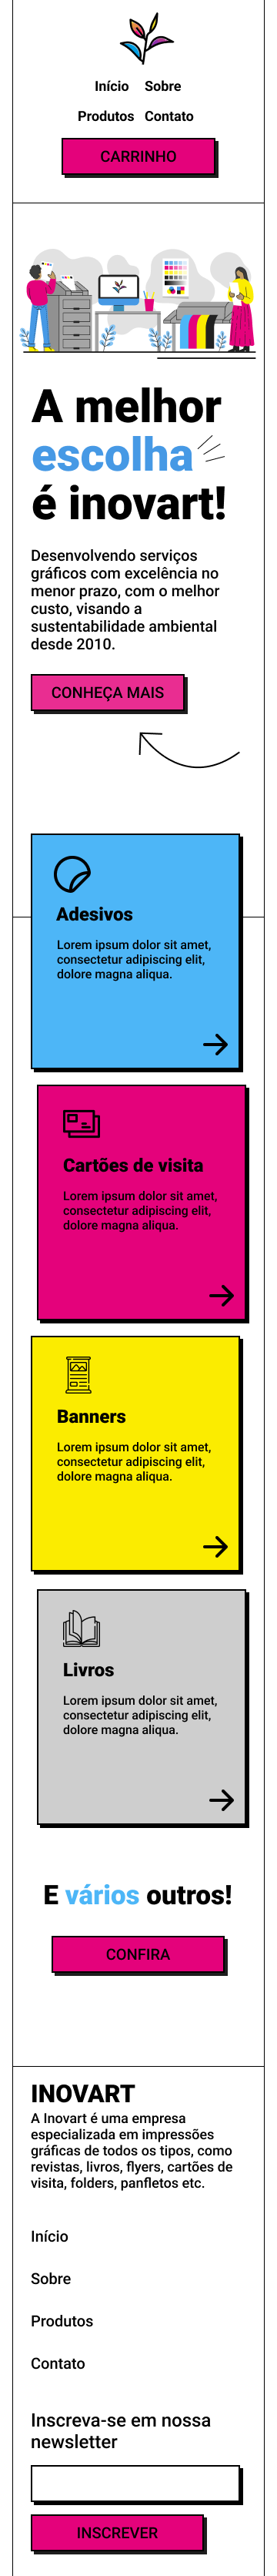 Início Sobre
Produtos Contato
CARRINHO
A melhor
escolha
é inovart!
Desenvolvendo serviços
gráficos com excelência no
menor prazo, com o melhor
custo, visando a
sustentabilidade ambiental
desde 2010.
CONHEÇA MAIS
Adesivos
Lorem ipsum dolor sit amet,
consectetur adipiscing elit,
dolore magna aliqua.
Cartões de visita
Lorem ipsum dolor sit amet,
consectetur adipiscing elit,
dolore magna aliqua.
Banners
Lorem ipsum dolor sit amet,
consectetur adipiscing elit,
dolore magna aliqua.
Livros
Lorem ipsum dolor sit amet,
consectetur adipiscing elit,
dolore magna aliqua.
E vários outros!
CONFIRA
INOVART
A Inovart é uma empresa
especializada em impressões
gráficas de todos os tipos, como
revistas, livros, flyers, cartões de
visita, folders, panfletos etc.
Início
Sobre
Produtos
Contato
Inscreva-se em nossa
newsletter
INSCREVER